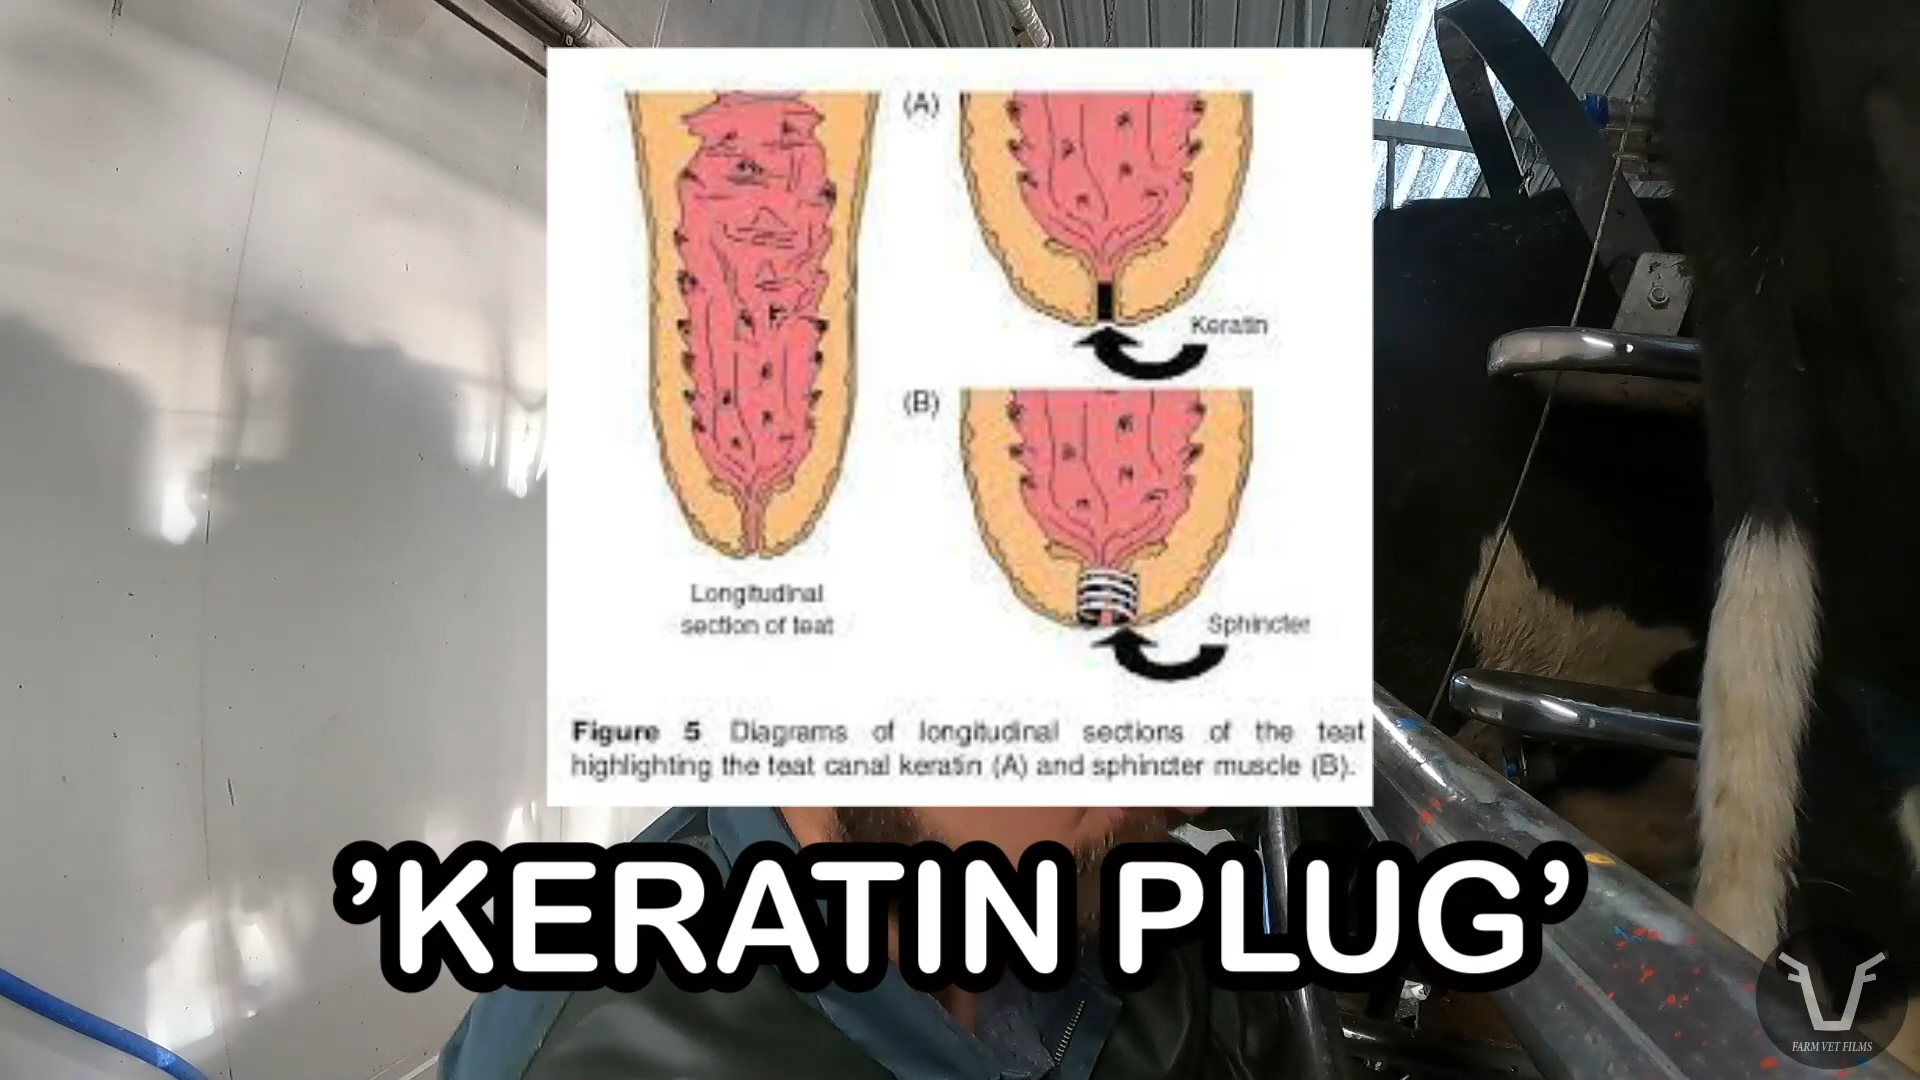 (A)
Keratin
(B)
Longitudinal
section of teat
Sphincter
Figure 5 Diagrams of longitudinal sections of the teat
highlighting the teat canal keratin (A) and sphincter muscle (B).
’KERATIN PLUG’
FARM VET FILMS